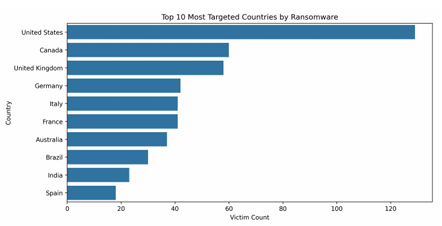 Top 10 Most Targeted Countries by Ransomware
United States
Canada
United Kingdom
Germany
Italy
France
Australia
Brazil
India
Spain
Country
0 20 40 60 80 100 120
Victim Count